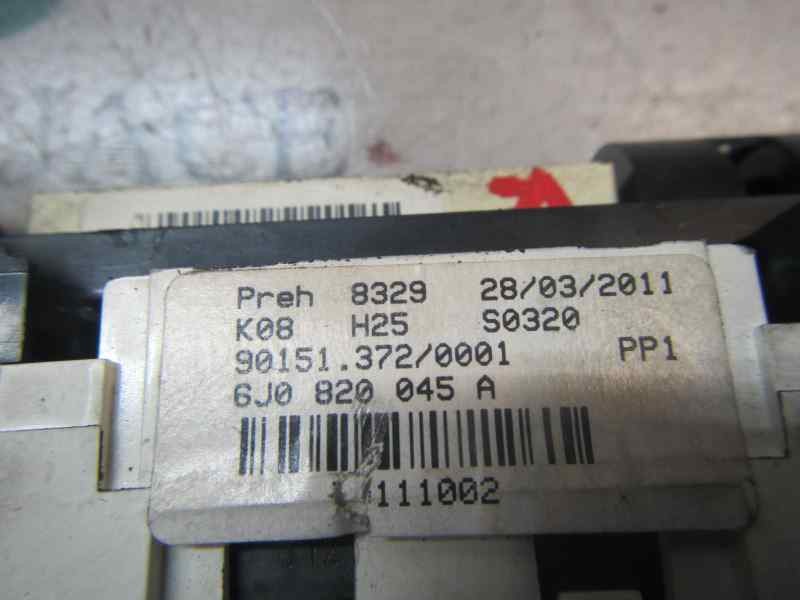 Preh 8329 28/03/2011
K08 H25 S0320
90151.372/0001 PP1
6J0 820 045 A
111002